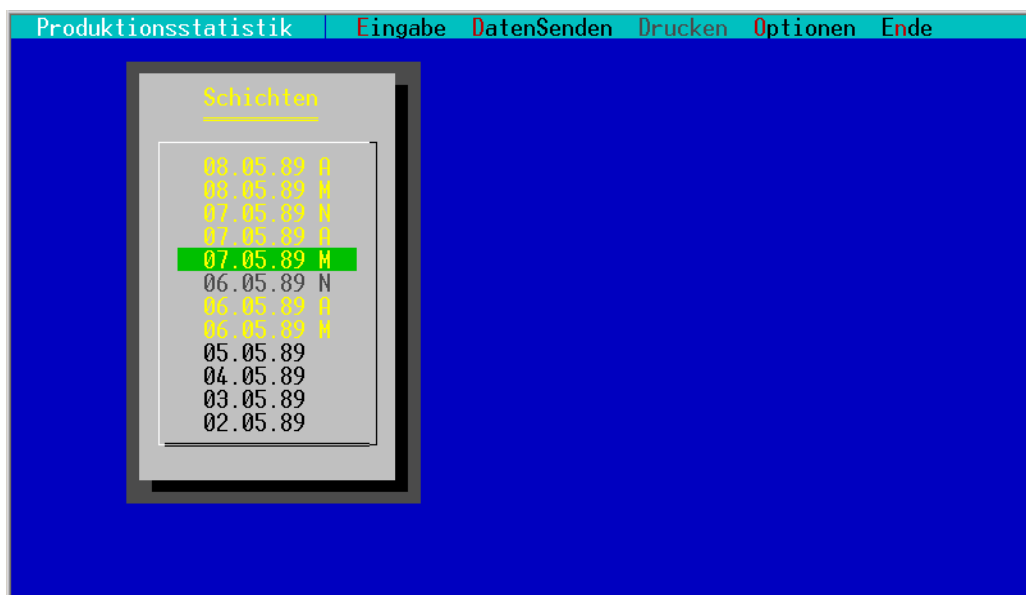 Produktionsstatistik Eingabe DatenSenden Drucken Optionen Ende
Schichten
08.05.89 A
08.05.89 M
07.05.89 N
07.05.89 A
07.05.89 M
06.05.89 N
06.05.89 A
06.05.89 M
05.05.89
04.05.89
03.05.89
02.05.89